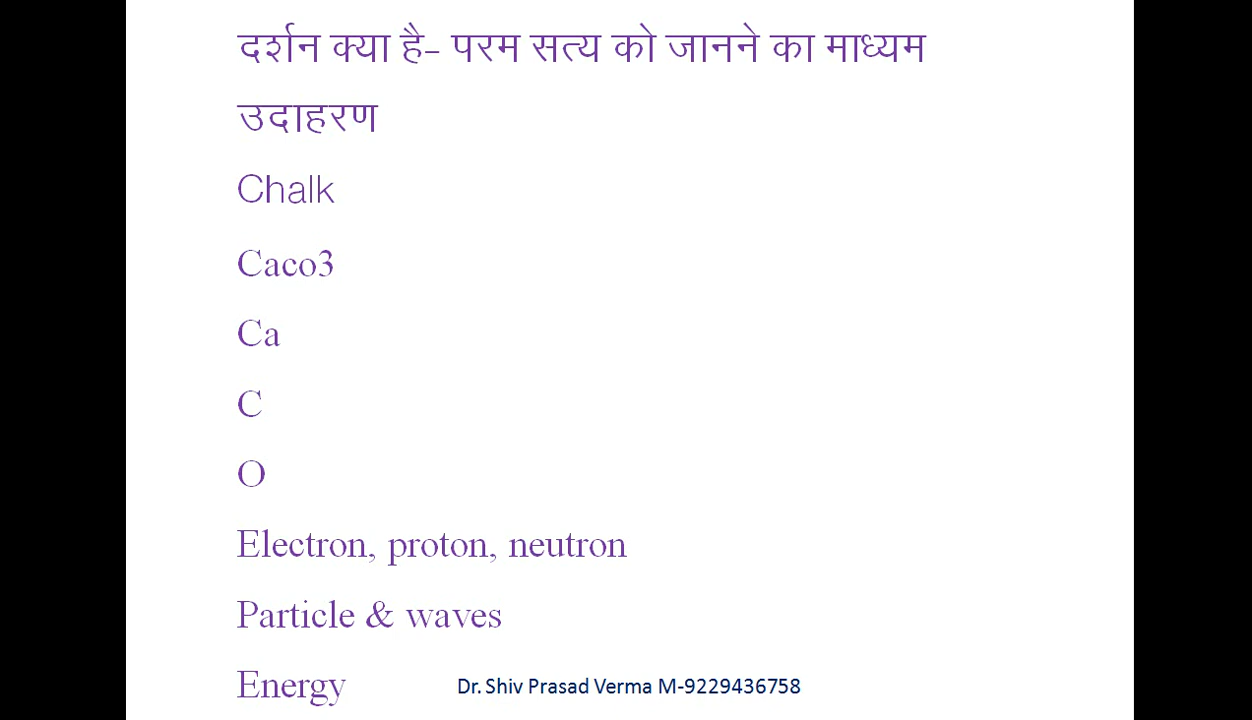 दर्शन क्या है– परम सत्य को जानने का माध्यम
उदाहरण
Chalk
Caco3
Ca
C
O
Electron, proton, neutron
Particle & waves
Energy
Dr. Shiv Prasad Verma M-9229436758